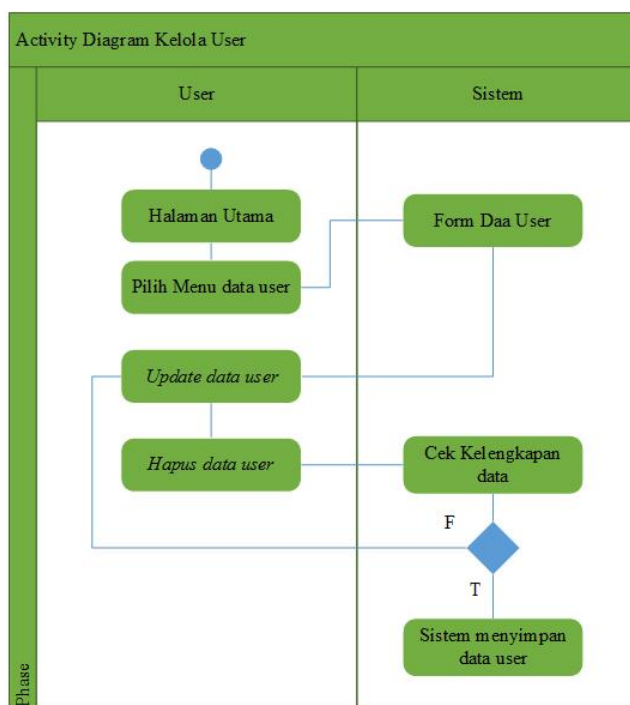 Activity Diagram Kelola User
User
Sistem
Halaman Utama
Form Daa User
Pilih Menu data user
Update data user
Hapus data user
Cek Kelengkapan
data
F
T
Sistem menyimpan
data user
Phase